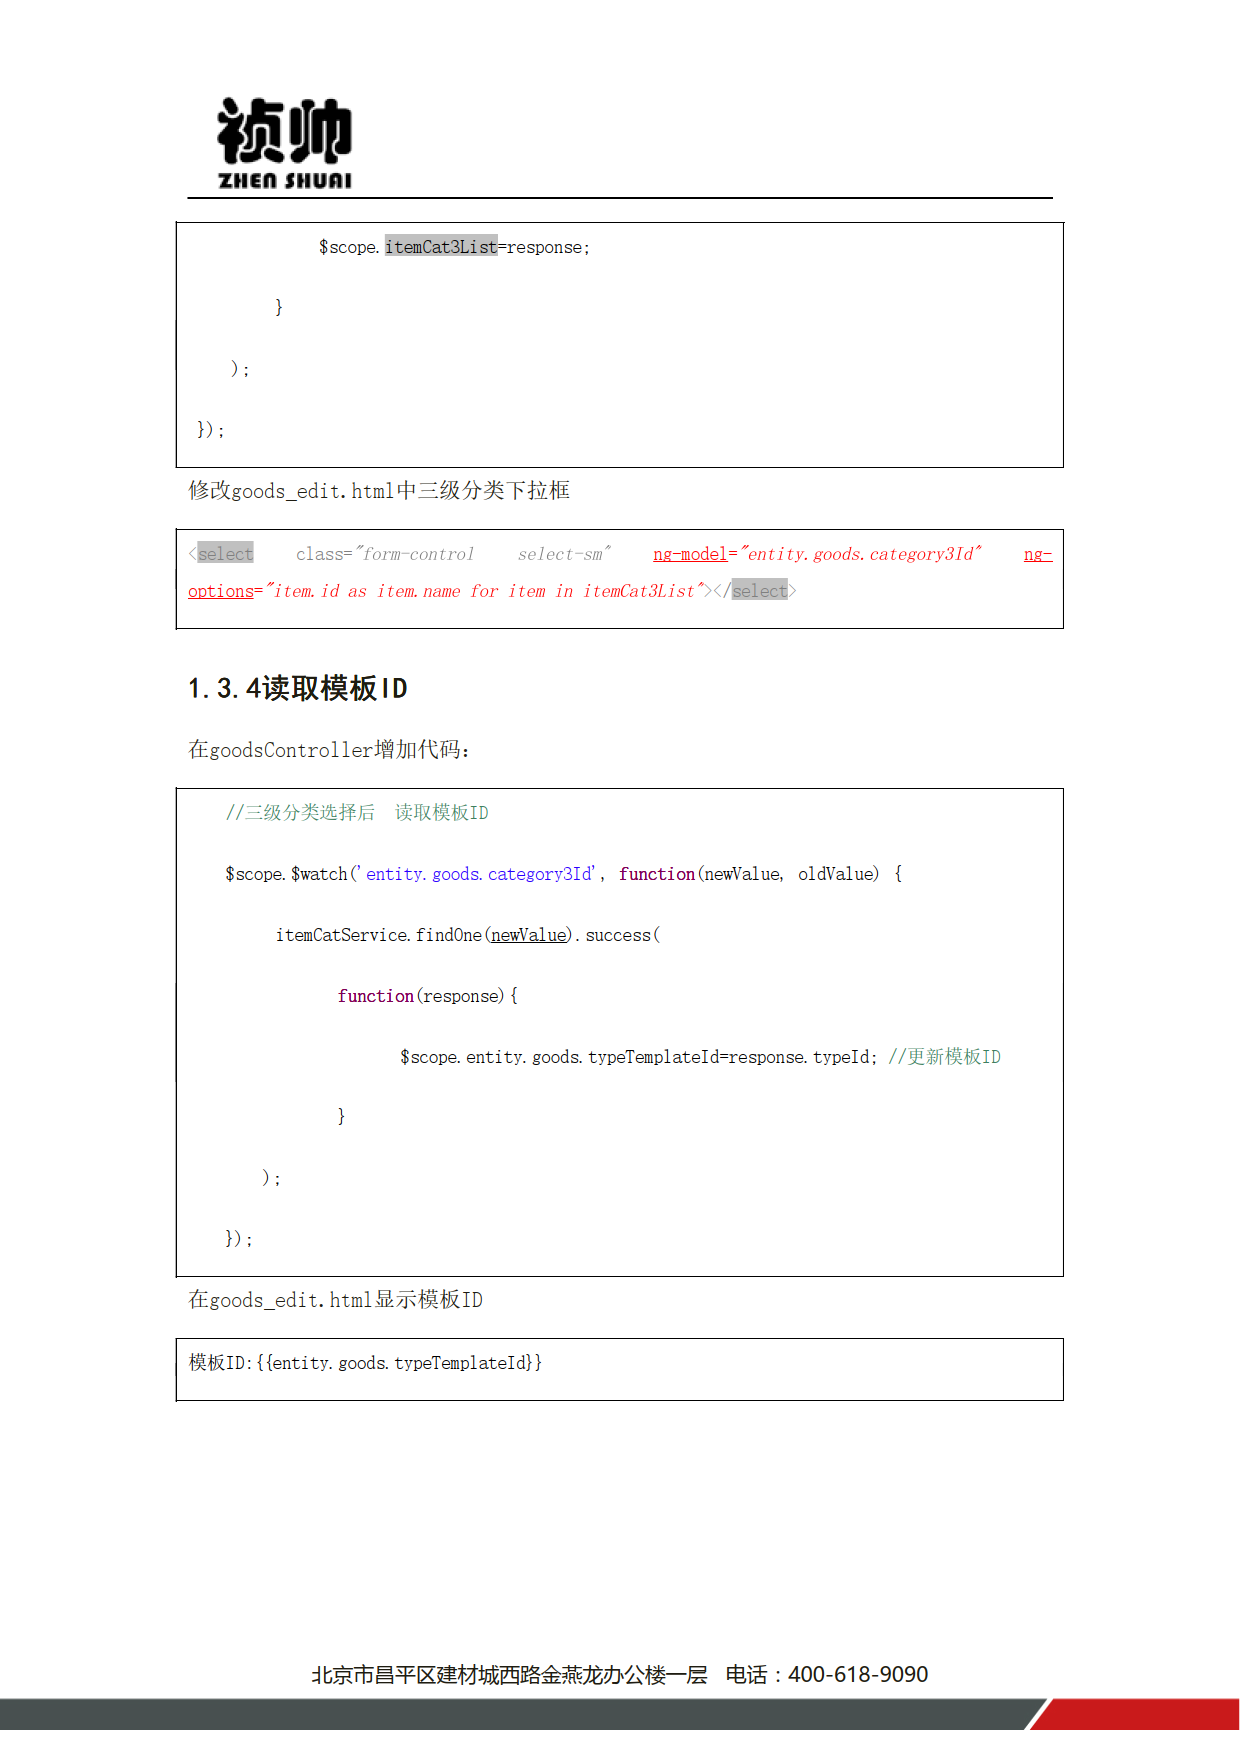 祯帅
ZHEN SHUAI
$scope.itemCat3List=response;
}
);
});
修改goods_edit.html中三级分类下拉框
<select class="form-control select-sm" ng-model="entity.goods.category3Id" ng-
options="item.id as item.name for item in itemCat3List"></select>
1.3.4读取模板ID
在goodsController增加代码：
//三级分类选择后 读取模板ID
$scope.$watch('entity.goods.category3Id', function(newValue, oldValue) {
itemCatService.findOne(newValue).success(
function(response){
$scope.entity.goods.typeTemplateId=response.typeId; //更新模板ID
}
);
});
在goods_edit.html显示模板ID
模板ID:{{entity.goods.typeTemplateId}}
北京市昌平区建材城西路金燕龙办公楼一层 电话：400-618-9090